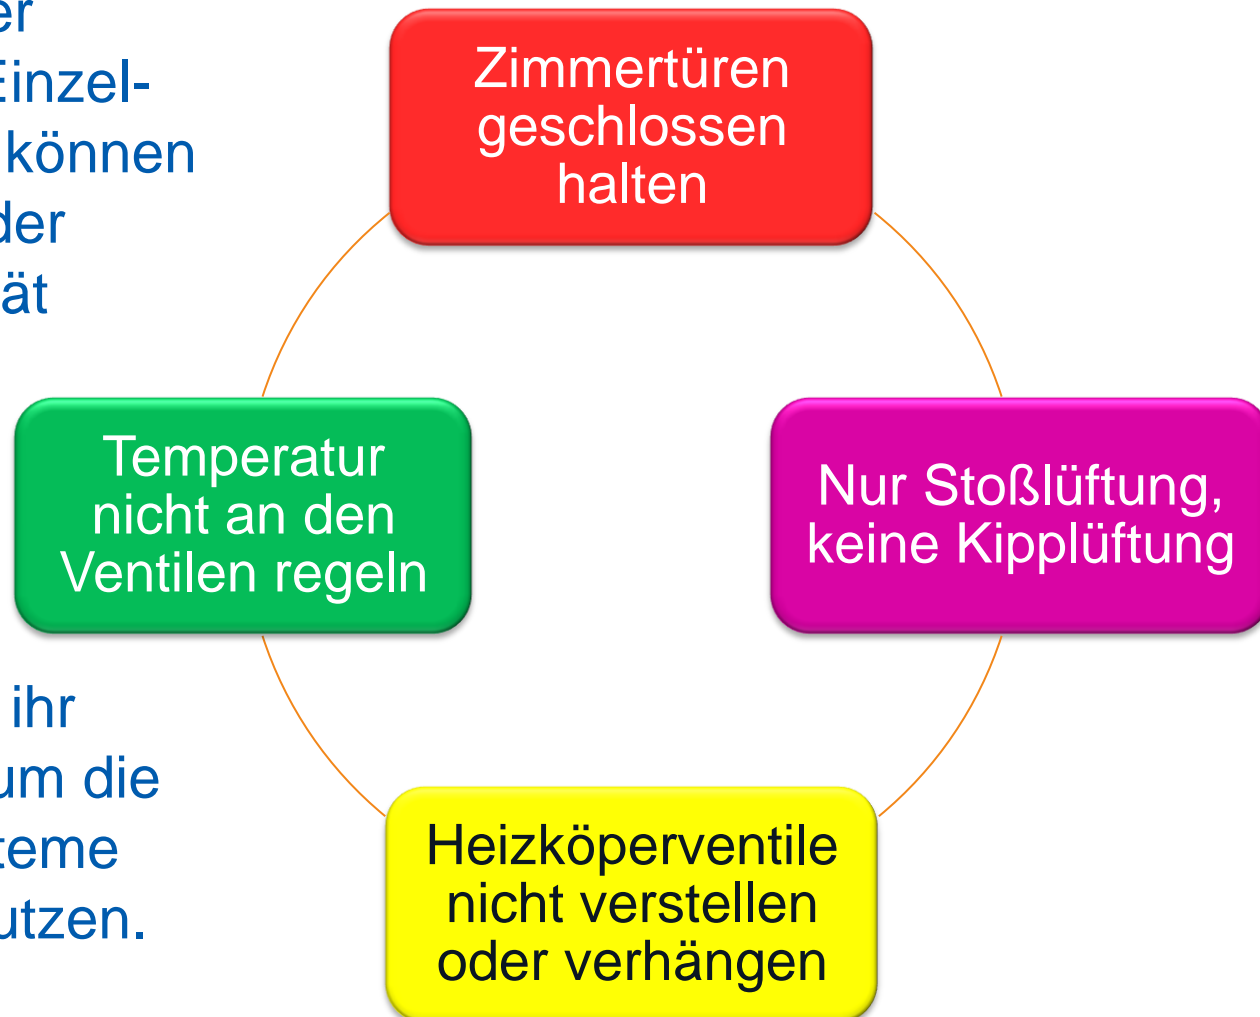 er
Einzel-
können
der
ät
Zimmertüren
geschlossen
halten
Temperatur
nicht an den
Ventilen regeln
Nur Stoßlüftung,
keine Kipplüftung
ihr
um die
teme
utzen.
Heizköperventile
nicht verstellen
oder verhängen